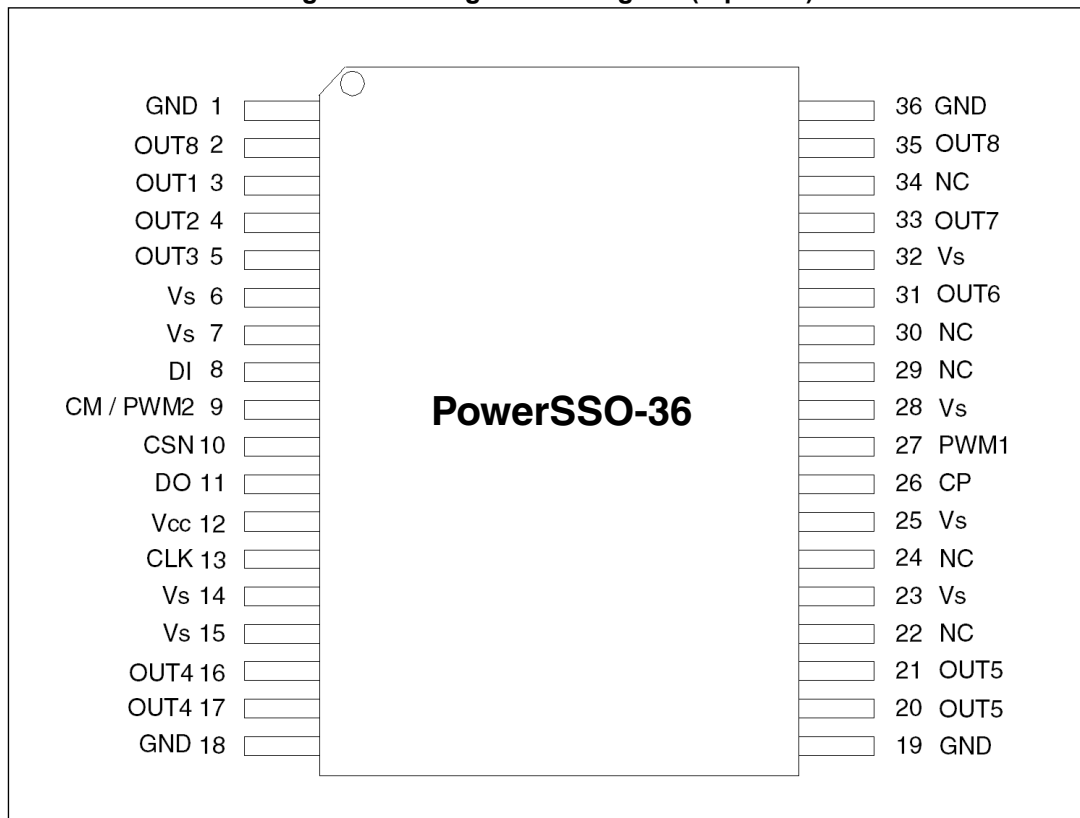 GND 1
OUT8 2
OUT1 3
OUT2 4
OUT3 5
Vs 6
Vs 7
DI 8
CM / PWM2 9
CSN 10
DO 11
Vcc 12
CLK 13
Vs 14
Vs 15
OUT4 16
OUT4 17
GND 18
PowerSSO-36
36 GND
35 OUT8
34 NC
33 OUT7
32 Vs
31 OUT6
30 NC
29 NC
28 Vs
27 PWM1
26 CP
25 Vs
24 NC
23 Vs
22 NC
21 OUT5
20 OUT5
19 GND